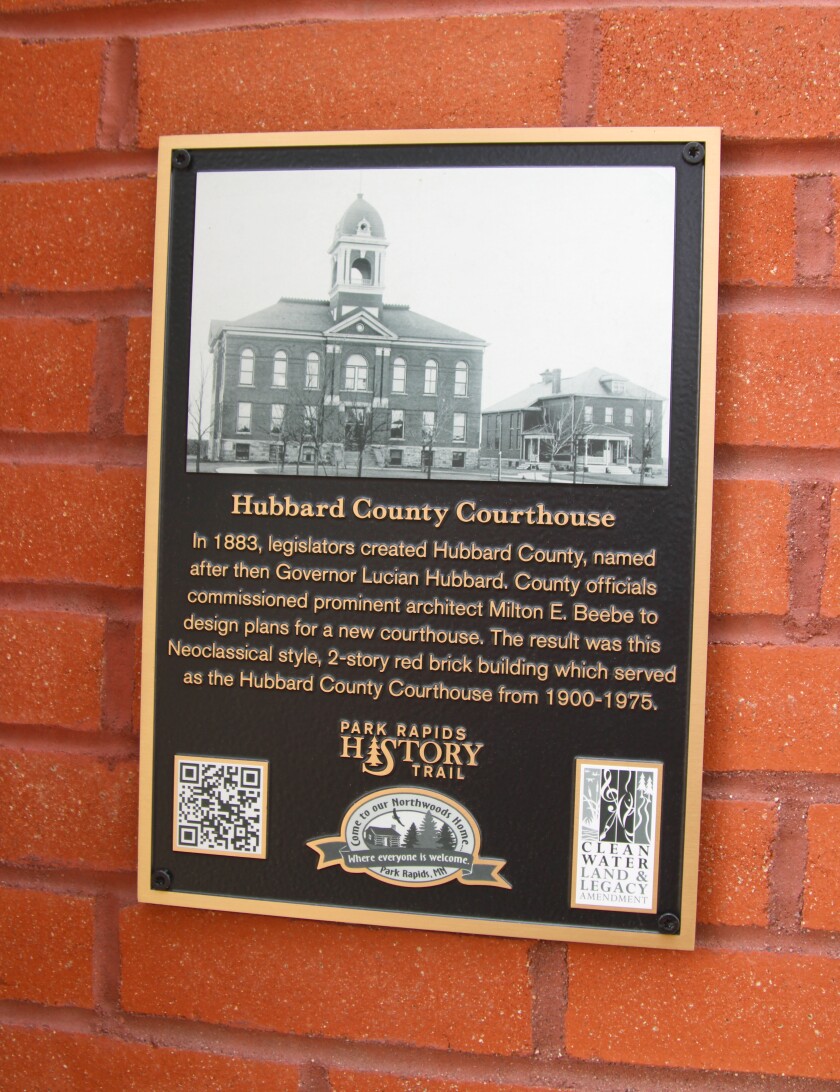 Hubbard County Courthouse
In 1883, legislators created Hubbard County, named
after then Governor Lucian Hubbard. County officials
commissioned prominent architect Milton E. Beebe to
design plans for a new courthouse. The result was this
Neoclassical style, 2-story red brick building which served
as the Hubbard County Courthouse from 1900-1975.
PARK RAPIDS
HISTORY
TRAIL
Come to our Northwoods Home
Where everyone is welcome.
Park Rapids, MN
CLEAN
WATER
LAND &
LEGACY
AMENDMENT